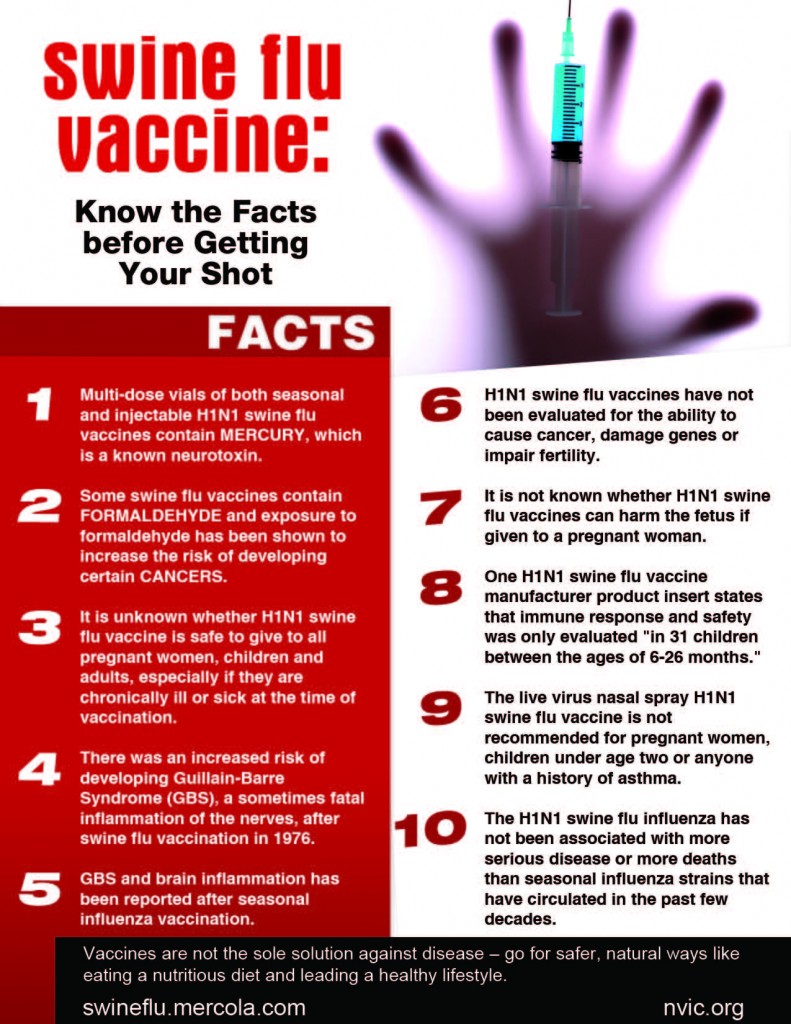 swine flu
vaccine:
Know the Facts
before Getting
Your Shot
FACTS
1
Multi-dose vials of both seasonal
and injectable H1N1 swine flu
vaccines contain MERCURY, which
is a known neurotoxin.
2
Some swine flu vaccines contain
FORMALDEHYDE and exposure to
formaldehyde has been shown to
increase the risk of developing
certain CANCERS.
3
It is unknown whether H1N1 swine
flu vaccine is safe to give to all
pregnant women, children and
adults, especially if they are
chronically ill or sick at the time of
vaccination.
4
There was an increased risk of
developing Guillain-Barre
Syndrome (GBS), a sometimes fatal
inflammation of the nerves, after
swine flu vaccination in 1976.
5
GBS and brain inflammation has
been reported after seasonal
influenza vaccination.
6
H1N1 swine flu vaccines have not
been evaluated for the ability to
cause cancer, damage genes or
impair fertility.
7
It is not known whether H1N1 swine
flu vaccines can harm the fetus if
given to a pregnant woman.
8
One H1N1 swine flu vaccine
manufacturer product insert states
that immune response and safety
was only evaluated "in 31 children
between the ages of 6-26 months."
9
The live virus nasal spray H1N1
swine flu vaccine is not
recommended for pregnant women,
children under age two or anyone
with a history of asthma.
10
The H1N1 swine flu influenza has
not been associated with more
serious disease or more deaths
than seasonal influenza strains that
have circulated in the past few
decades.
Vaccines are not the sole solution against disease – go for safer, natural ways like
eating a nutritious diet and leading a healthy lifestyle.
swineflu.mercola.com
nvic.org